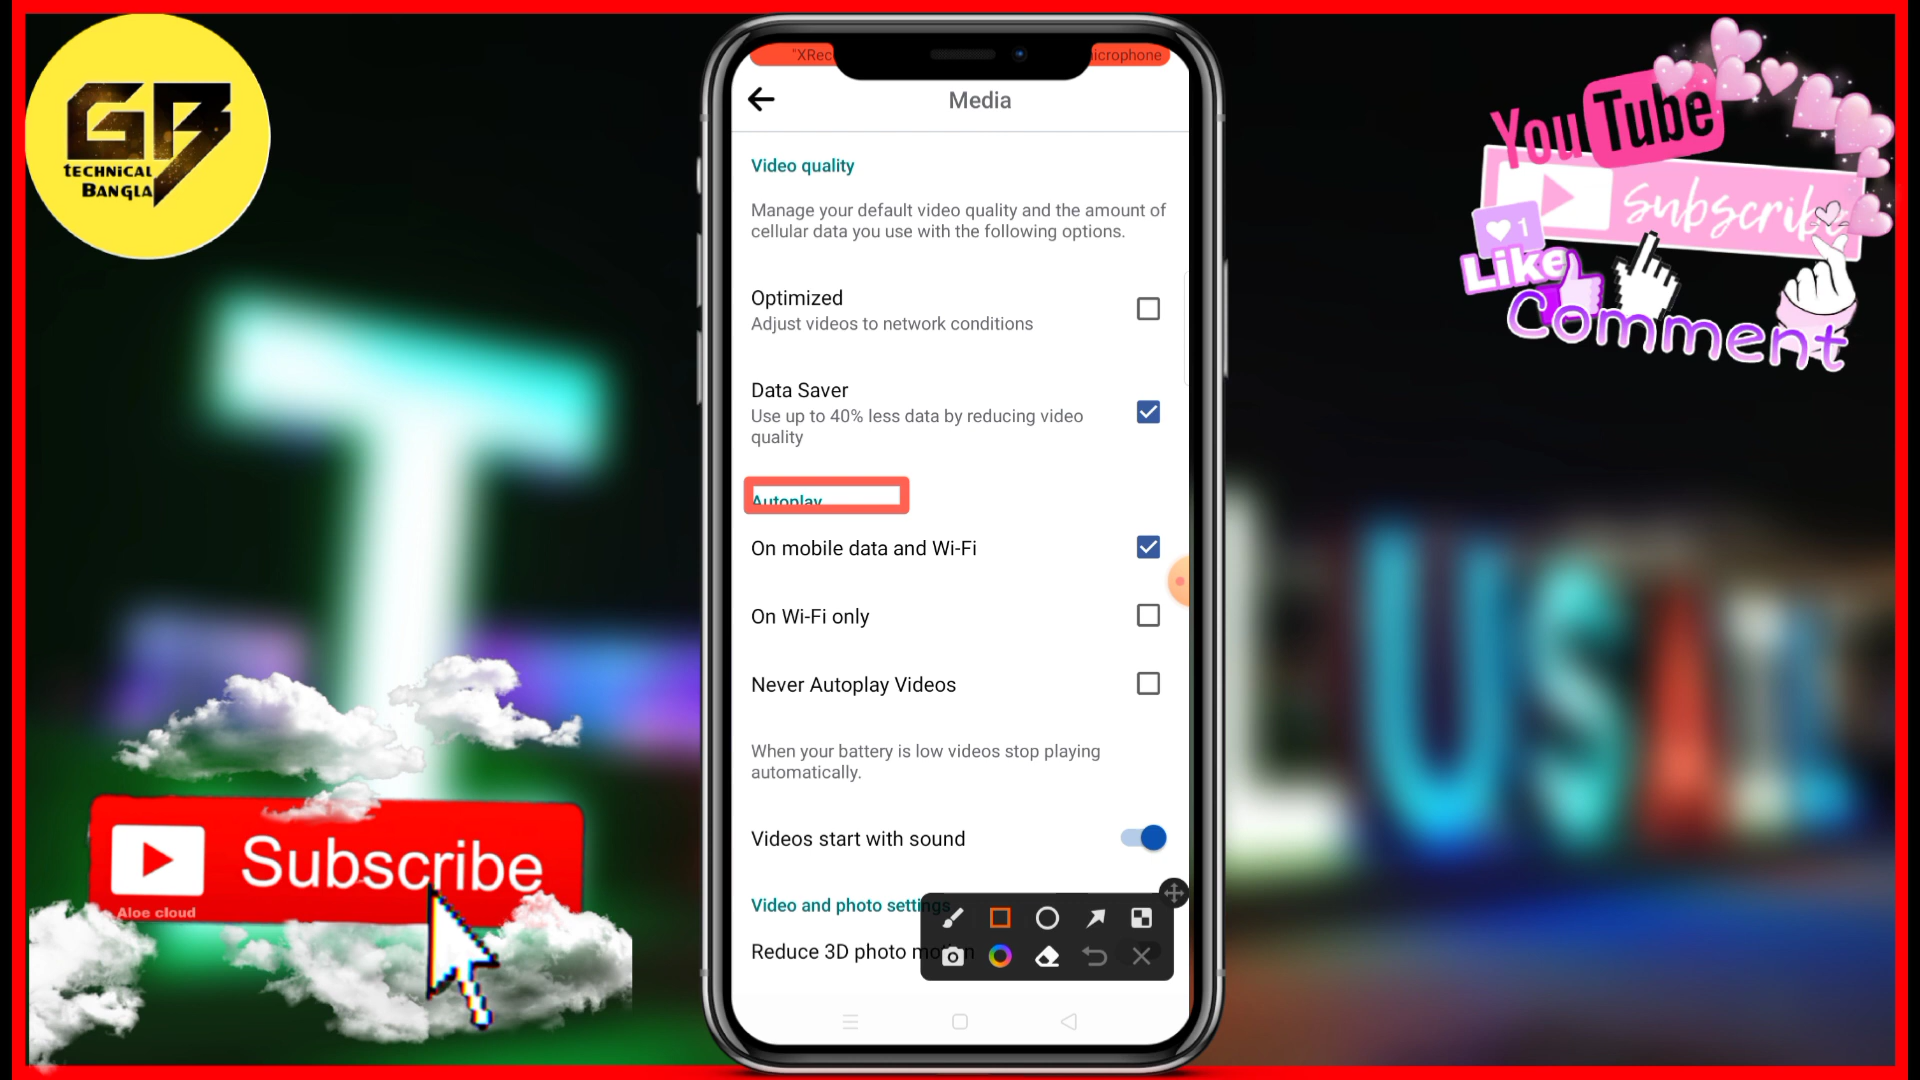 GB
TECHNICAL
BANGLA
"XRec
icrophone
Media
Video quality
Manage your default video quality and the amount of
cellular data you use with the following options.
Optimized
Adjust videos to network conditions
Data Saver
Use up to 40% less data by reducing video
quality
Autoplay
On mobile data and Wi-Fi
On Wi-Fi only
Never Autoplay Videos
When your battery is low videos stop playing
automatically.
Videos start with sound
Video and photo settings
Reduce 3D photo motion
YouTube
Subscribe
1
Like
Comment
Subscribe
Aloe cloud
T
LUSAIL